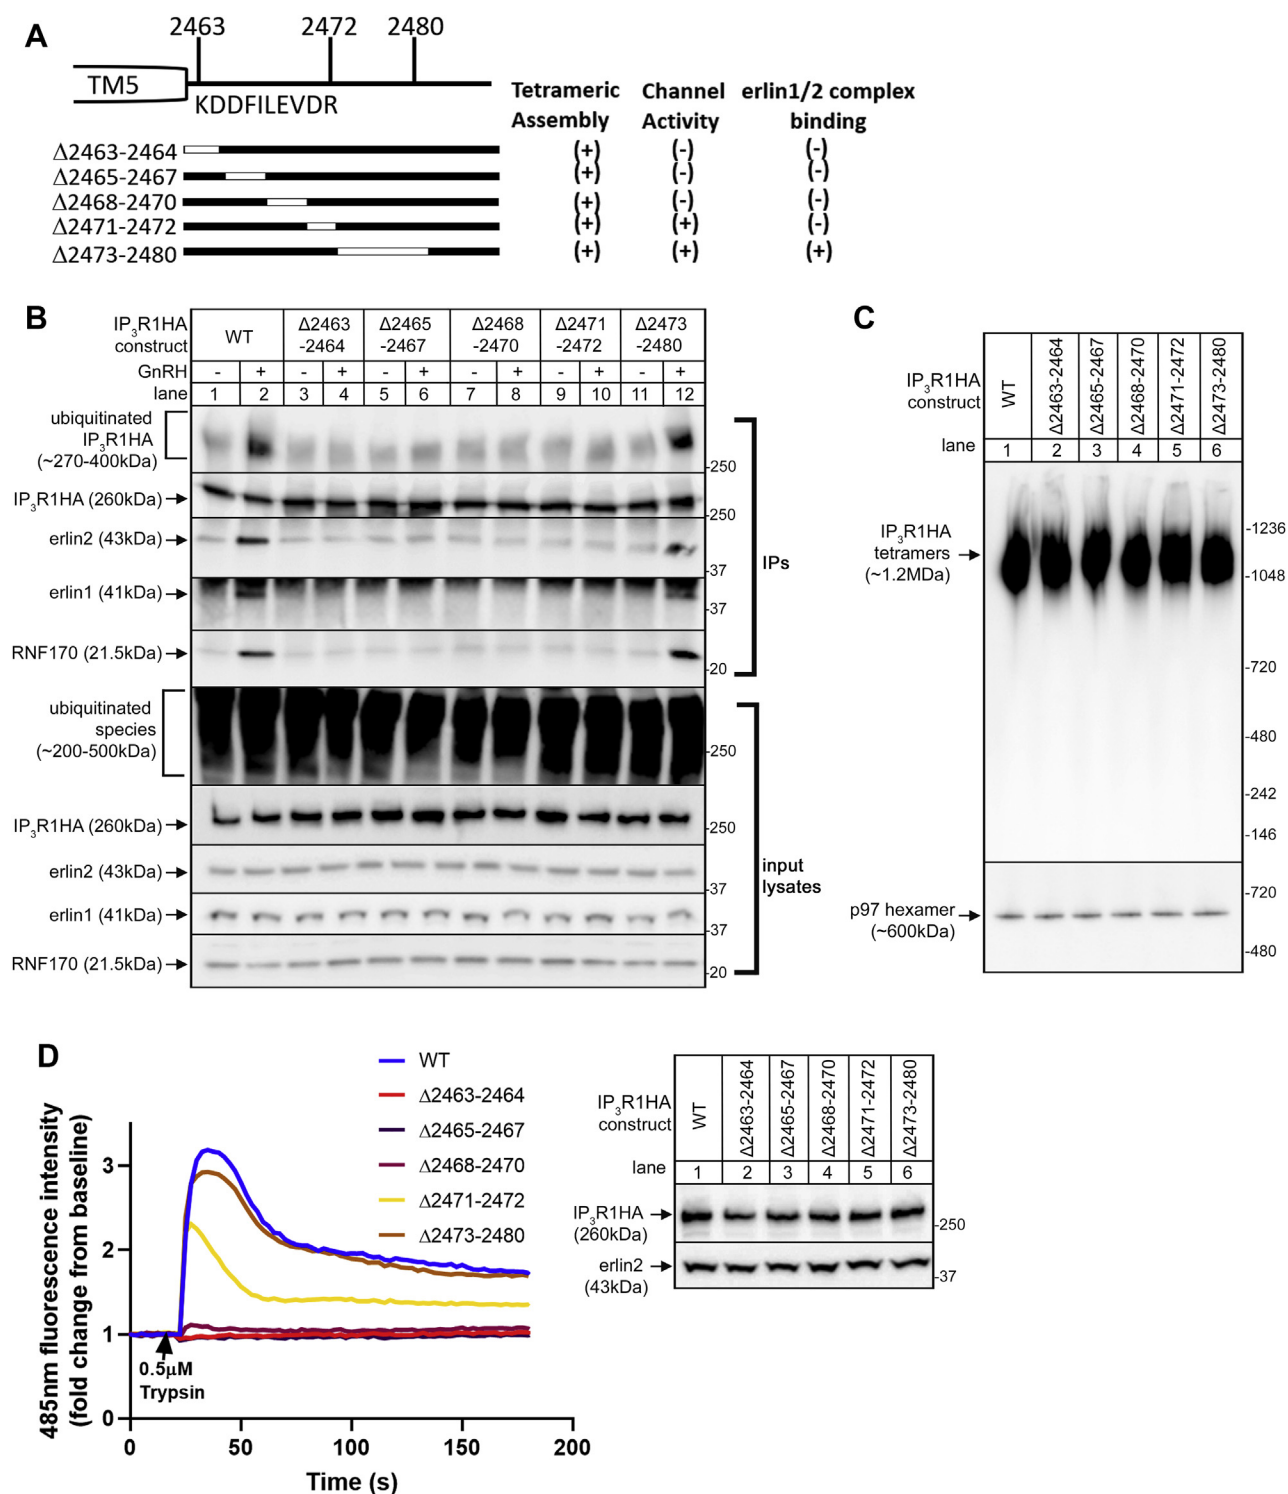 A
2463 2472 2480
TM5
KDDFILEVDR
Tetrameric Channel erlin1/2 complex
Assembly Activity binding
Δ2463-2464 (+) (-) (-)
Δ2465-2467 (+) (-) (-)
Δ2468-2470 (+) (-) (-)
Δ2471-2472 (+) (+) (-)
Δ2473-2480 (+) (+) (+)
B
IP3R1HA construct
WT
Δ2463-2464
Δ2465-2467
Δ2468-2470
Δ2471-2472
Δ2473-2480
GnRH - + - + - + - + - + - +
lane 1 2 3 4 5 6 7 8 9 10 11 12
ubiquitinated
IP3R1HA
(~270-400kDa)
-250
IP3R1HA (260kDa)
-250
erlin2 (43kDa)
-37
erlin1 (41kDa)
-37
RNF170 (21.5kDa)
-20
IPs
ubiquitinated
species
(~200-500kDa)
-250
IP3R1HA (260kDa)
-250
erlin2 (43kDa)
-37
erlin1 (41kDa)
-37
RNF170 (21.5kDa)
-20
input
lysates
C
IP3R1HA
construct
WT
Δ2463-2464
Δ2465-2467
Δ2468-2470
Δ2471-2472
Δ2473-2480
lane 1 2 3 4 5 6
IP3R1HA
tetramers
(~1.2MDa)
-1236
-1048
-720
-480
-242
-146
p97 hexamer
(~600kDa)
-720
-480
D
485nm fluorescence intensity
(fold change from baseline)
3
2
1
0
0 50 100 150 200
Time (s)
0.5µM
Trypsin
WT
Δ2463-2464
Δ2465-2467
Δ2468-2470
Δ2471-2472
Δ2473-2480
IP3R1HA
construct
WT
Δ2463-2464
Δ2465-2467
Δ2468-2470
Δ2471-2472
Δ2473-2480
lane 1 2 3 4 5 6
IP3R1HA
(260kDa)
-250
erlin2
(43kDa)
-37